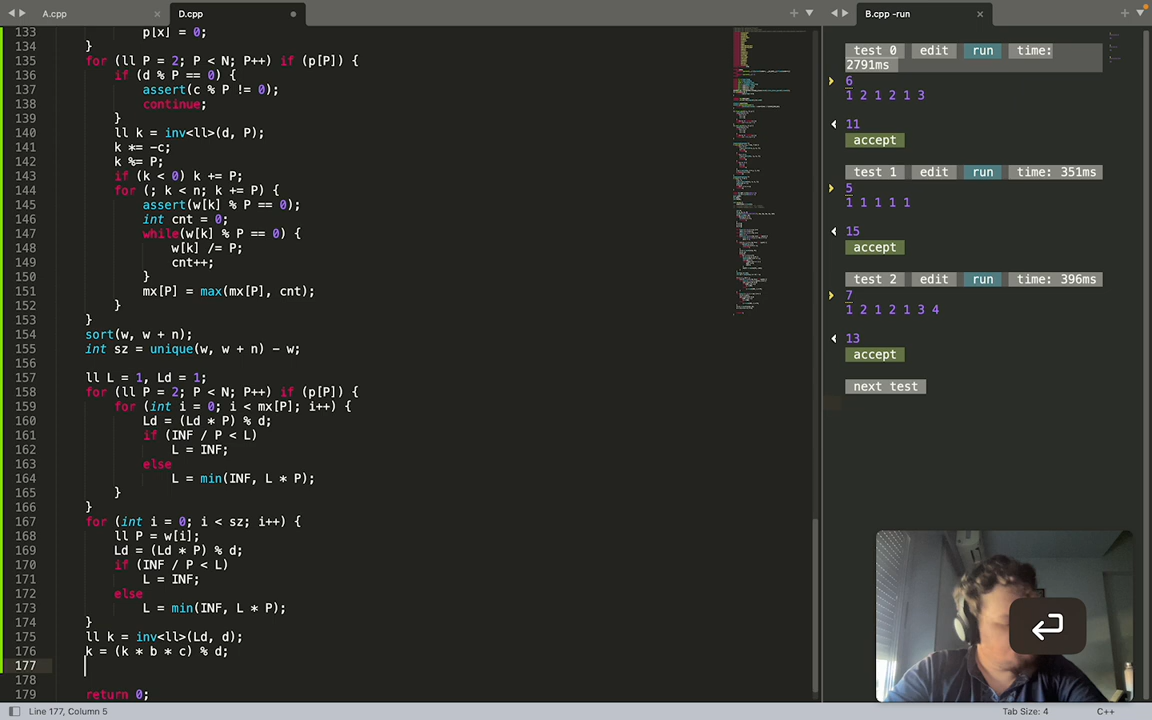 A.cpp
D.cpp
133 p[x] = 0;
134 }
135 for (ll P = 2; P < N; P++) if (p[P]) {
136 if (d % P == 0) {
137 assert(c % P != 0);
138 continue;
139 }
140 ll k = inv<ll>(d, P);
141 k *= -c;
142 k %= P;
143 if (k < 0) k += P;
144 for (; k < n; k += P) {
145 assert(w[k] % P == 0);
146 int cnt = 0;
147 while(w[k] % P == 0) {
148 w[k] /= P;
149 cnt++;
150 }
151 mx[P] = max(mx[P], cnt);
152 }
153 }
154 sort(w, w + n);
155 int sz = unique(w, w + n) - w;
156
157 ll L = 1, Ld = 1;
158 for (ll P = 2; P < N; P++) if (p[P]) {
159 for (int i = 0; i < mx[P]; i++) {
160 Ld = (Ld * P) % d;
161 if (INF / P < L)
162 L = INF;
163 else
164 L = min(INF, L * P);
165 }
166 }
167 for (int i = 0; i < sz; i++) {
168 ll P = w[i];
169 Ld = (Ld * P) % d;
170 if (INF / P < L)
171 L = INF;
172 else
173 L = min(INF, L * P);
174 }
175 ll k = inv<ll>(Ld, d);
176 k = (k * b * c) % d;
177
178
179 return 0;
Line 177, Column 5
B.cpp -run
test 0 edit run time:
2791ms
6
1 2 1 2 1 3
11
accept
test 1 edit run time: 351ms
5
1 1 1 1 1
15
accept
test 2 edit run time: 396ms
7
1 2 1 2 1 3 4
13
accept
next test
Tab Size: 4 C++